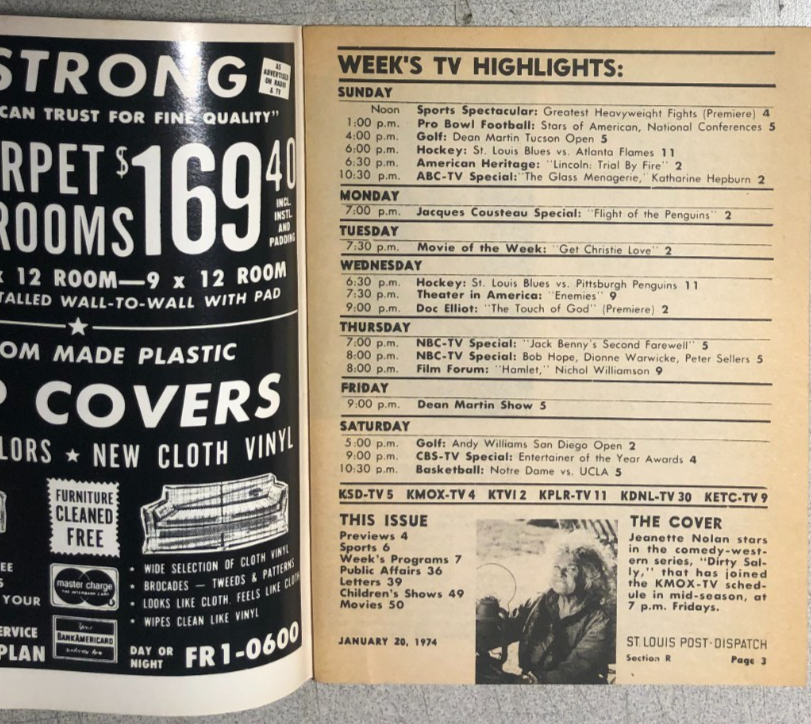 STRONG
AS ADVERTISED ON RADIO & TV
CAN TRUST FOR FINE QUALITY"
RPET $169 40
ROOMS
INCL.
INSTL.
AND
PADDING
x 12 ROOM—9 x 12 ROOM
TALLED WALL-TO-WALL WITH PAD
OM MADE PLASTIC
P COVERS
LORS ★ NEW CLOTH VINYL
FURNITURE
CLEANED
FREE
• WIDE SELECTION OF CLOTH VINYL
• BROCADES — TWEEDS & PATTERNS
• LOOKS LIKE CLOTH, FEELS LIKE CLOTH
• WIPES CLEAN LIKE VINYL
EE
S
YOUR
master charge
THE INTERBANK CARD
BANKAMERICARD
ERVICE
PLAN
DAY OR
NIGHT
FR 1-0600
WEEK'S TV HIGHLIGHTS:
SUNDAY
Noon Sports Spectacular: Greatest Heavyweight Fights (Premiere) 4
1:00 p.m. Pro Bowl Football: Stars of American, National Conferences 5
4:00 p.m. Golf: Dean Martin Tucson Open 5
6:00 p.m. Hockey: St. Louis Blues vs. Atlanta Flames 11
6:30 p.m. American Heritage: "Lincoln: Trial By Fire" 2
10:30 p.m. ABC-TV Special: "The Glass Menagerie," Katharine Hepburn 2
MONDAY
7:00 p.m. Jacques Cousteau Special: "Flight of the Penguins" 2
TUESDAY
7:30 p.m. Movie of the Week: "Get Christie Love" 2
WEDNESDAY
6:30 p.m. Hockey: St. Louis Blues vs. Pittsburgh Penguins 11
7:30 p.m. Theater in America: "Enemies" 9
9:00 p.m. Doc Elliot: "The Touch of God" (Premiere) 2
THURSDAY
7:00 p.m. NBC-TV Special: "Jack Benny's Second Farewell" 5
8:00 p.m. NBC-TV Special: Bob Hope, Dionne Warwicke, Peter Sellers 5
8:00 p.m. Film Forum: "Hamlet," Nichol Williamson 9
FRIDAY
9:00 p.m. Dean Martin Show 5
SATURDAY
5:00 p.m. Golf: Andy Williams San Diego Open 2
9:00 p.m. CBS-TV Special: Entertainer of the Year Awards 4
10:30 p.m. Basketball: Notre Dame vs. UCLA 5
KSD-TV 5 KMOX-TV 4 KTVI 2 KPLR-TV 11 KDNL-TV 30 KETC-TV 9
THIS ISSUE
Previews 4
Sports 6
Week's Programs 7
Public Affairs 36
Letters 39
Children's Shows 49
Movies 50
JANUARY 20, 1974
THE COVER
Jeanette Nolan stars
in the comedy-west-
ern series, "Dirty Sal-
ly," that has joined
the KMOX-TV sched-
ule in mid-season, at
7 p.m. Fridays.
ST. LOUIS POST-DISPATCH
Section R Page 3